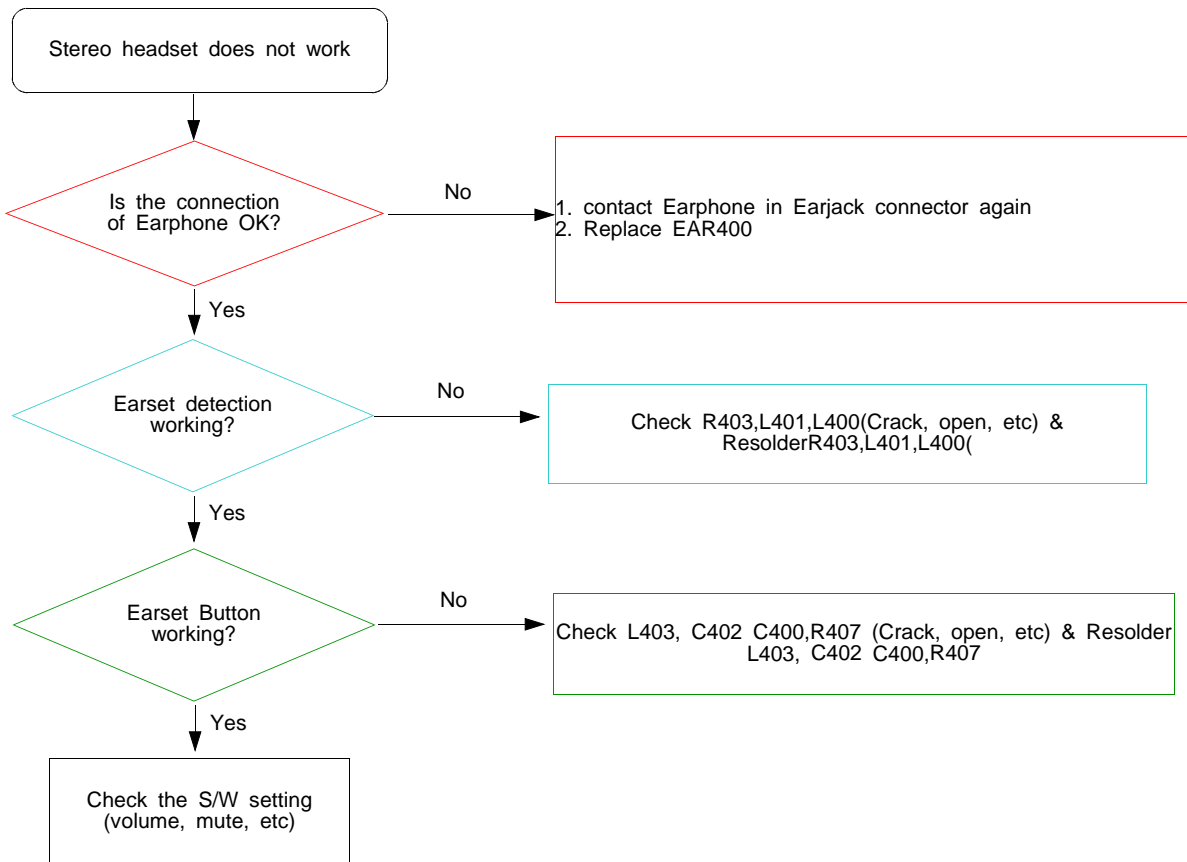 Stereo headset does not work
Is the connection
of Earphone OK?
No
1. contact Earphone in Earjack connector again
2. Replace EAR400
Yes
Earset detection
working?
No
Check R403,L401,L400(Crack, open, etc) &
ResolderR403,L401,L400(
Yes
Earset Button
working?
No
Check L403, C402 C400,R407 (Crack, open, etc) & Resolder
L403, C402 C400,R407
Yes
Check the S/W setting
(volume, mute, etc)